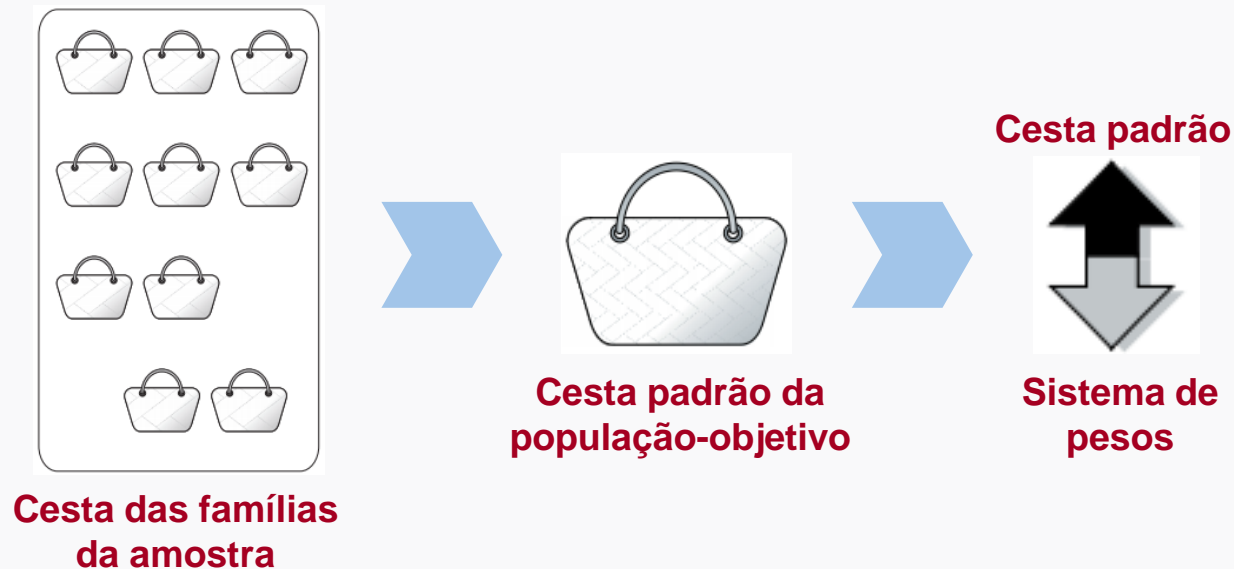 Cesta das famílias
da amostra
Cesta padrão da
população-objetivo
Cesta padrão
Sistema de
pesos